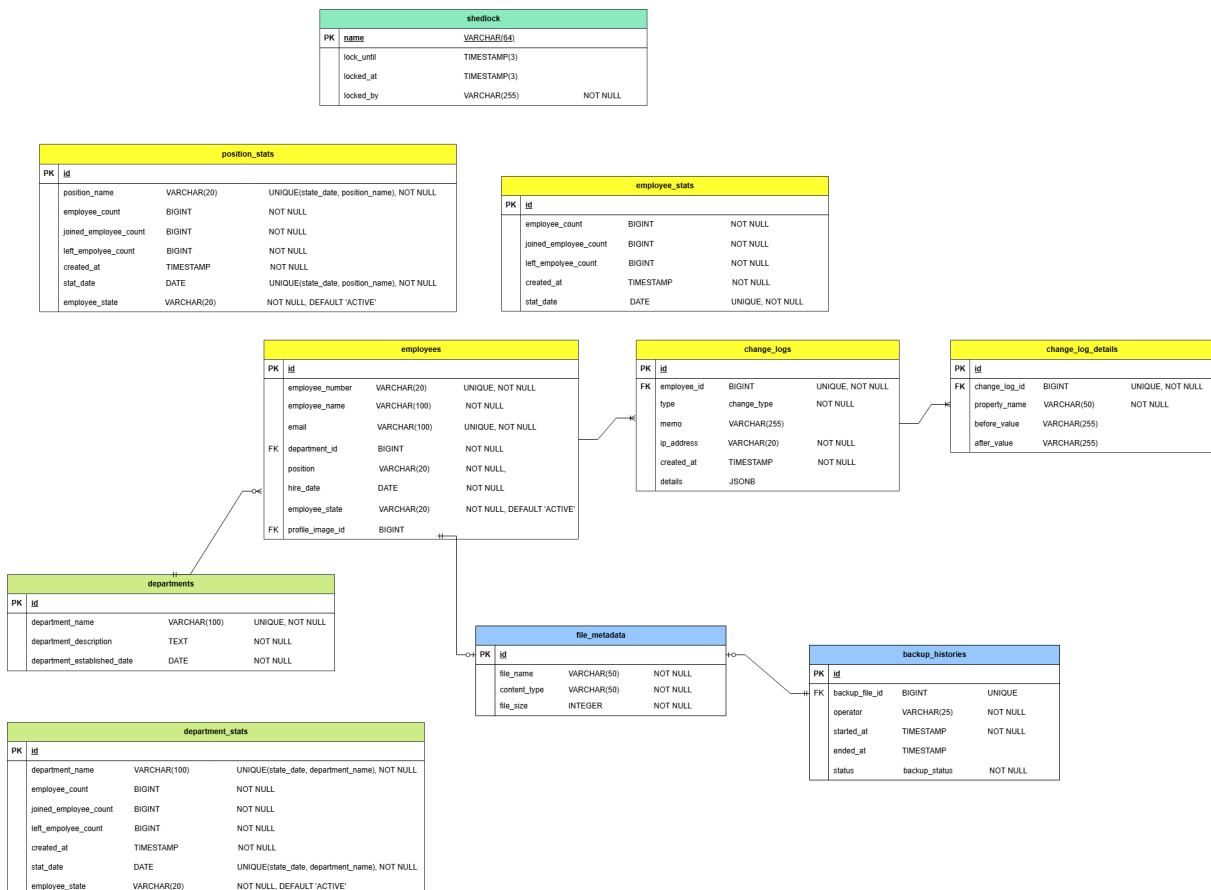 shedlock
PK name VARCHAR(64)
lock_until TIMESTAMP(3)
locked_at TIMESTAMP(3)
locked_by VARCHAR(255) NOT NULL
position_stats
PK id
position_name VARCHAR(20) UNIQUE(state_date, position_name), NOT NULL
employee_count BIGINT NOT NULL
joined_employee_count BIGINT NOT NULL
left_empolyee_count BIGINT NOT NULL
created_at TIMESTAMP NOT NULL
stat_date DATE UNIQUE(state_date, position_name), NOT NULL
employee_state VARCHAR(20) NOT NULL, DEFAULT 'ACTIVE'
employee_stats
PK id
employee_count BIGINT NOT NULL
joined_employee_count BIGINT NOT NULL
left_empolyee_count BIGINT NOT NULL
created_at TIMESTAMP NOT NULL
stat_date DATE UNIQUE, NOT NULL
employees
PK id
employee_number VARCHAR(20) UNIQUE, NOT NULL
employee_name VARCHAR(100) NOT NULL
email VARCHAR(100) UNIQUE, NOT NULL
FK department_id BIGINT NOT NULL
position VARCHAR(20) NOT NULL,
hire_date DATE NOT NULL
employee_state VARCHAR(20) NOT NULL, DEFAULT 'ACTIVE'
FK profile_image_id BIGINT
change_logs
PK id
FK employee_id BIGINT UNIQUE, NOT NULL
type change_type NOT NULL
memo VARCHAR(255)
ip_address VARCHAR(20) NOT NULL
created_at TIMESTAMP NOT NULL
details JSONB
change_log_details
PK id
FK change_log_id BIGINT UNIQUE, NOT NULL
property_name VARCHAR(50) NOT NULL
before_value VARCHAR(255)
after_value VARCHAR(255)
departments
PK id
department_name VARCHAR(100) UNIQUE, NOT NULL
department_description TEXT NOT NULL
department_established_date DATE NOT NULL
file_metadata
PK id
file_name VARCHAR(50) NOT NULL
content_type VARCHAR(50) NOT NULL
file_size INTEGER NOT NULL
backup_histories
PK id
FK backup_file_id BIGINT UNIQUE
operator VARCHAR(25) NOT NULL
started_at TIMESTAMP NOT NULL
ended_at TIMESTAMP
status backup_status NOT NULL
department_stats
PK id
department_name VARCHAR(100) UNIQUE(state_date, department_name), NOT NULL
employee_count BIGINT NOT NULL
joined_employee_count BIGINT NOT NULL
left_empolyee_count BIGINT NOT NULL
created_at TIMESTAMP NOT NULL
stat_date DATE UNIQUE(state_date, department_name), NOT NULL
employee_state VARCHAR(20) NOT NULL, DEFAULT 'ACTIVE'